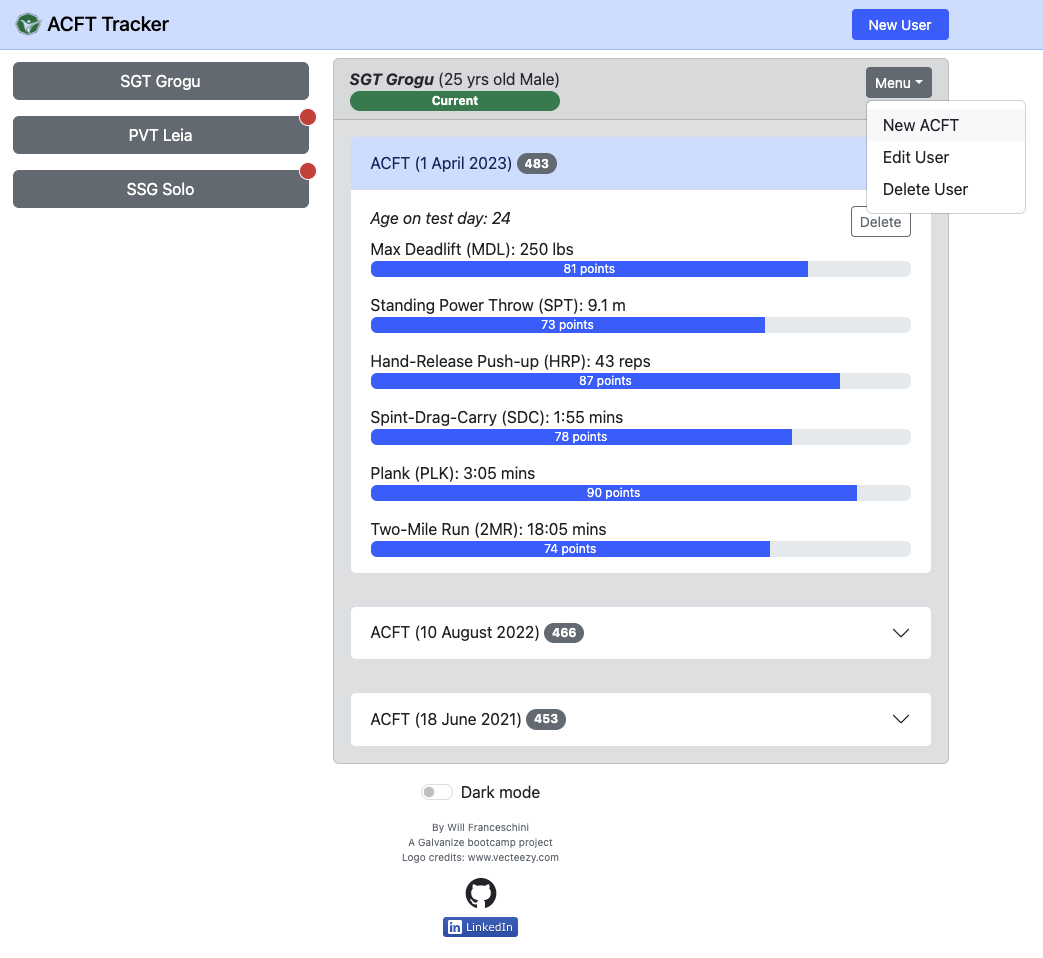 ACFT Tracker
New User
SGT Grogu
PVT Leia
SSG Solo
SGT Grogu (25 yrs old Male)
Current
Menu
New ACFT
Edit User
Delete User
ACFT (1 April 2023) 483
Age on test day: 24
Delete
Max Deadlift (MDL): 250 lbs
81 points
Standing Power Throw (SPT): 9.1 m
73 points
Hand-Release Push-up (HRP): 43 reps
87 points
Spint-Drag-Carry (SDC): 1:55 mins
78 points
Plank (PLK): 3:05 mins
90 points
Two-Mile Run (2MR): 18:05 mins
74 points
ACFT (10 August 2022) 466
ACFT (18 June 2021) 453
Dark mode
By Will Franceschini
A Galvanize bootcamp project
Logo credits: www.vecteezy.com
in LinkedIn